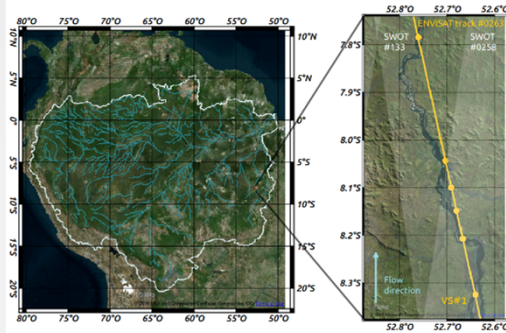 80°O 75°O 70°O 65°O 60°O 55°O 50°O
10°N
5°N
0°
5°S
10°S
15°S
20°S
10°N
5°N
0°
5°S
10°S
15°S
20°S
80°O 75°O 70°O 65°O 60°O 55°O 50°O
52.8°O 52.7°O 52.6°O
ENVISAT track #0263
SWOT
#133
SWOT
#0258
7.8°S
7.9°S
8.0°S
8.1°S
8.2°S
8.3°S
Flow
direction
VS#1
52.8°O 52.7°O 52.6°O